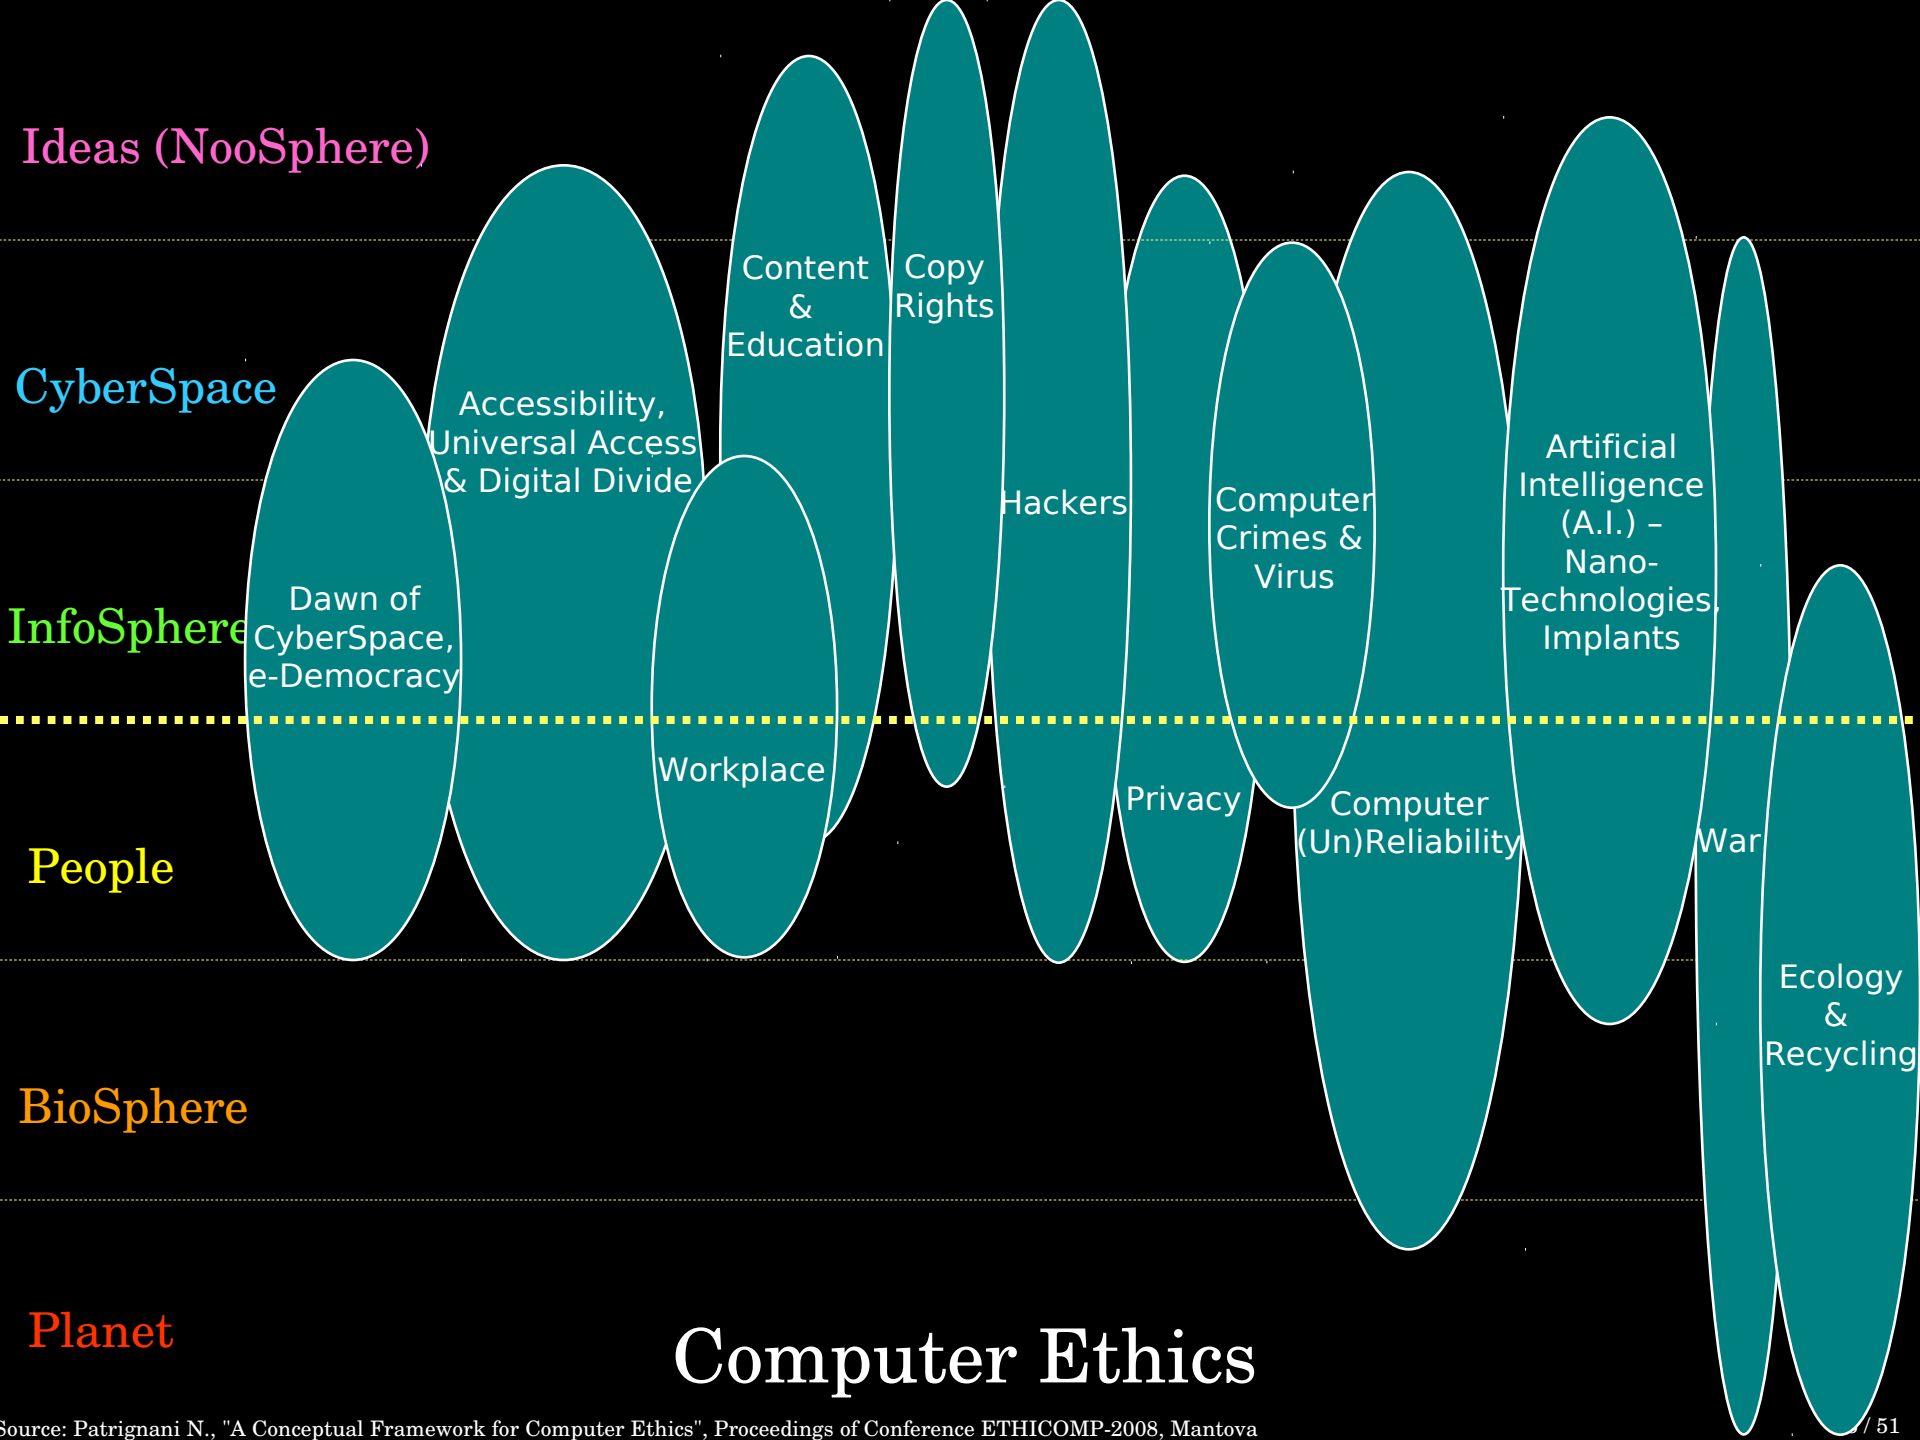 Ideas (NooSphere)
CyberSpace
InfoSphere
People
BioSphere
Planet
Dawn of
CyberSpace,
e-Democracy
Accessibility,
Universal Access
& Digital Divide
Content
&
Education
Workplace
Copy
Rights
Hackers
Privacy
Computer
Crimes &
Virus
Computer
(Un)Reliability
Artificial
Intelligence
(A.I.) –
Nano-
Technologies,
Implants
War
Ecology
&
Recycling
Computer Ethics
Source: Patrignani N., "A Conceptual Framework for Computer Ethics", Proceedings of Conference ETHICOMP-2008, Mantova
/ 51